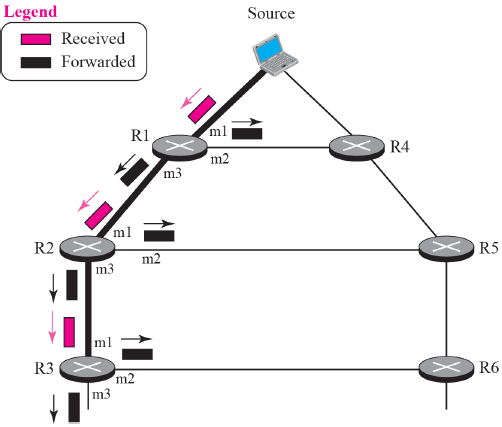 Legend
Received
Forwarded
Source
R1
m1
m2
m3
R4
R2
m1
m2
m3
R5
R3
m1
m2
m3
R6